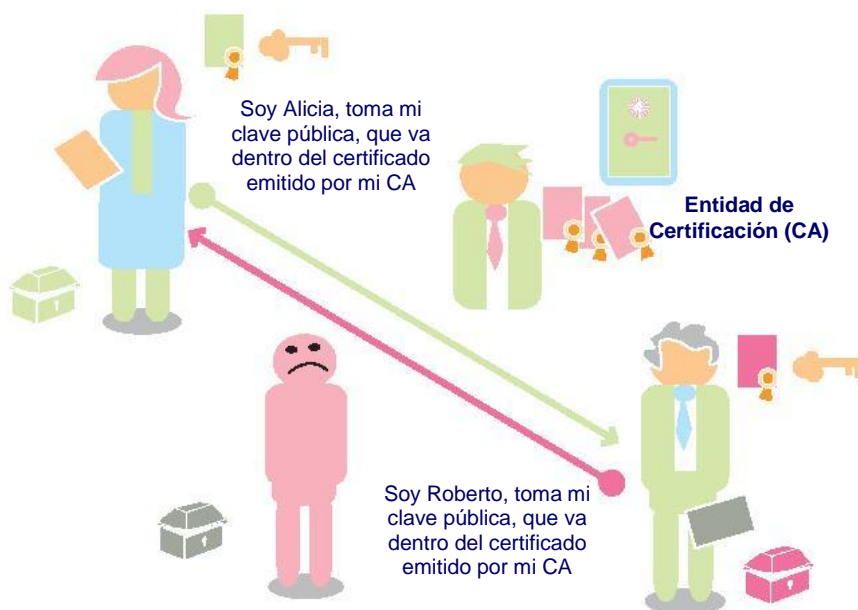 Soy Alicia, toma mi
clave pública, que va
dentro del certificado
emitido por mi CA
Entidad de
Certificación (CA)
Soy Roberto, toma mi
clave pública, que va
dentro del certificado
emitido por mi CA